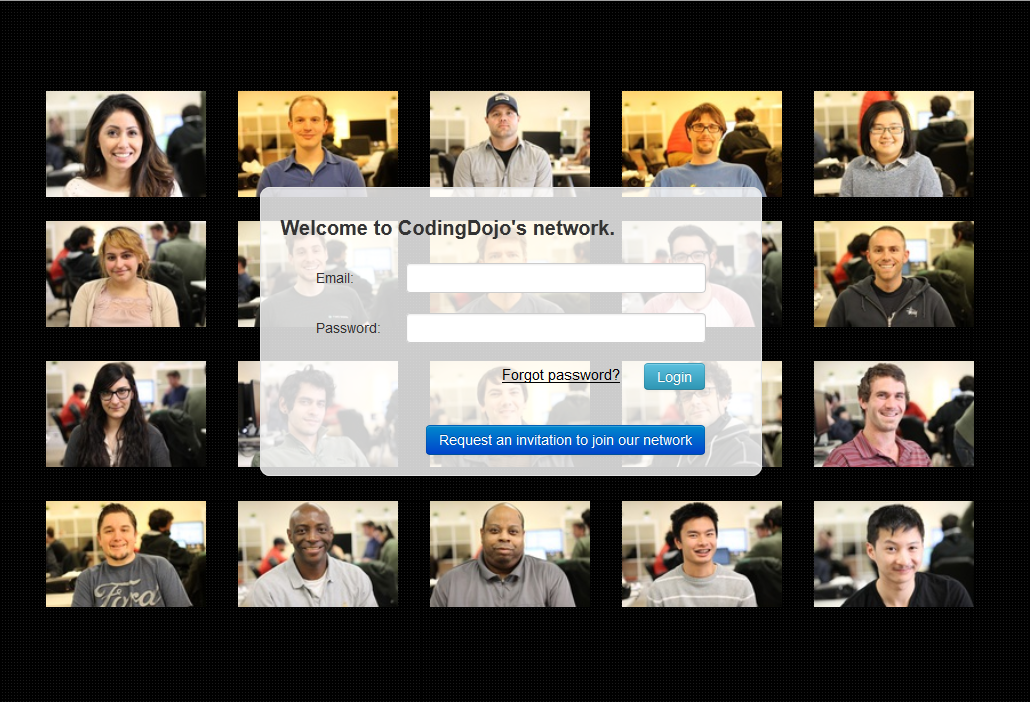 Welcome to CodingDojo's network.
Email:
Password:
Forgot password? Login
Request an invitation to join our network
Ford